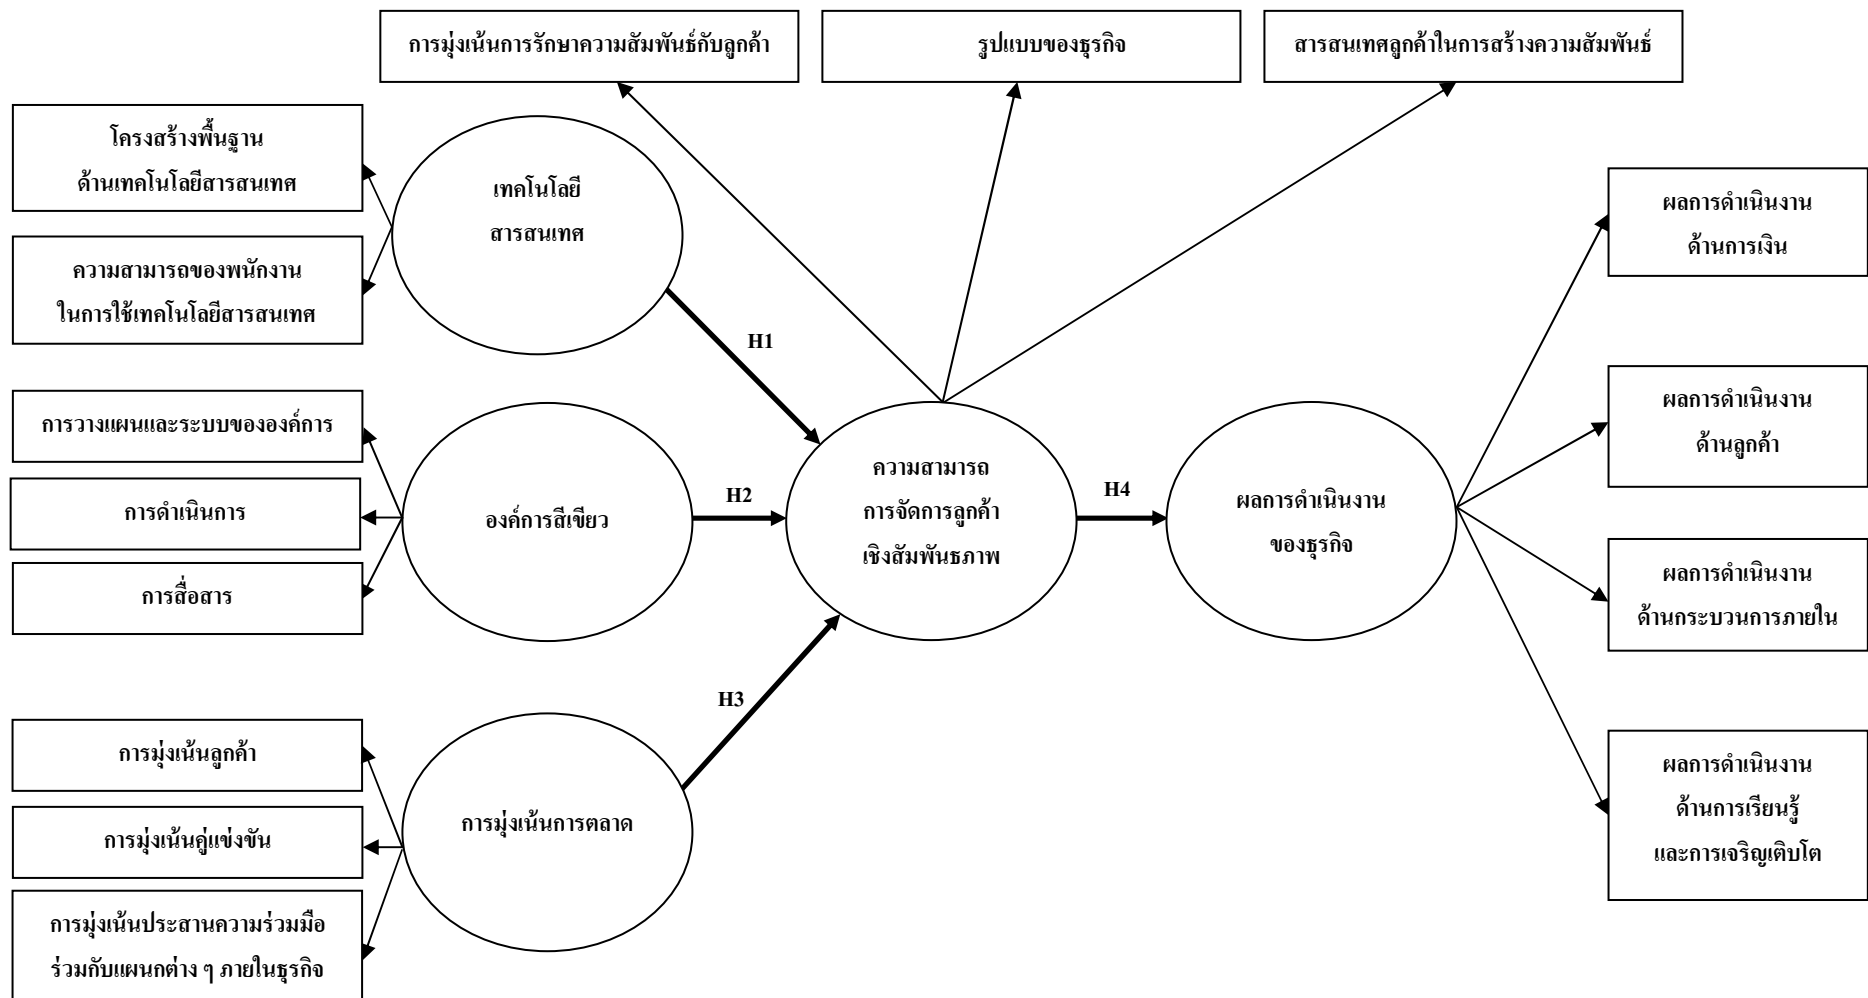 การมุ่งเน้นการรักษาความสัมพันธ์กับลูกค้า
รูปแบบของธุรกิจ
สารสนเทศลูกค้าในการสร้างความสัมพันธ์
โครงสร้างพื้นฐาน
ด้านเทคโนโลยีสารสนเทศ
ความสามารถของพนักงาน
ในการใช้เทคโนโลยีสารสนเทศ
เทคโนโลยี
สารสนเทศ
H1
การวางแผนและระบบขององค์การ
การดำเนินการ
การสื่อสาร
องค์การสีเขียว
H2
ความสามารถ
การจัดการลูกค้า
เชิงสัมพันธภาพ
H4
ผลการดำเนินงาน
ของธุรกิจ
H3
การมุ่งเน้นลูกค้า
การมุ่งเน้นคู่แข่งขัน
การมุ่งเน้นประสานความร่วมมือ
ร่วมกับแผนกต่าง ๆ ภายในธุรกิจ
การมุ่งเน้นการตลาด
ผลการดำเนินงาน
ด้านการเงิน
ผลการดำเนินงาน
ด้านลูกค้า
ผลการดำเนินงาน
ด้านกระบวนการภายใน
ผลการดำเนินงาน
ด้านการเรียนรู้
และการเจริญเติบโต